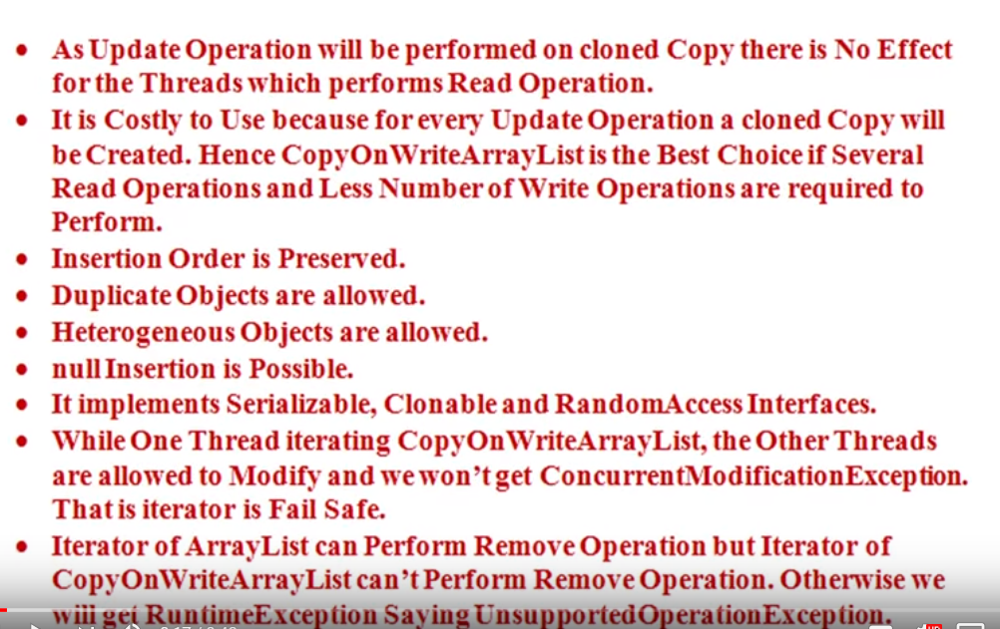 • As Update Operation will be performed on cloned Copy there is No Effect
for the Threads which performs Read Operation.
• It is Costly to Use because for every Update Operation a cloned Copy will
be Created. Hence CopyOnWriteArrayList is the Best Choice if Several
Read Operations and Less Number of Write Operations are required to
Perform.
• Insertion Order is Preserved.
• Duplicate Objects are allowed.
• Heterogeneous Objects are allowed.
• null Insertion is Possible.
• It implements Serializable, Clonable and RandomAccess Interfaces.
• While One Thread iterating CopyOnWriteArrayList, the Other Threads
are allowed to Modify and we won't get ConcurrentModificationException.
That is iterator is Fail Safe.
• Iterator of ArrayList can Perform Remove Operation but Iterator of
CopyOnWriteArrayList can't Perform Remove Operation. Otherwise we
will get RuntimeException Saying UnsupportedOperationException.